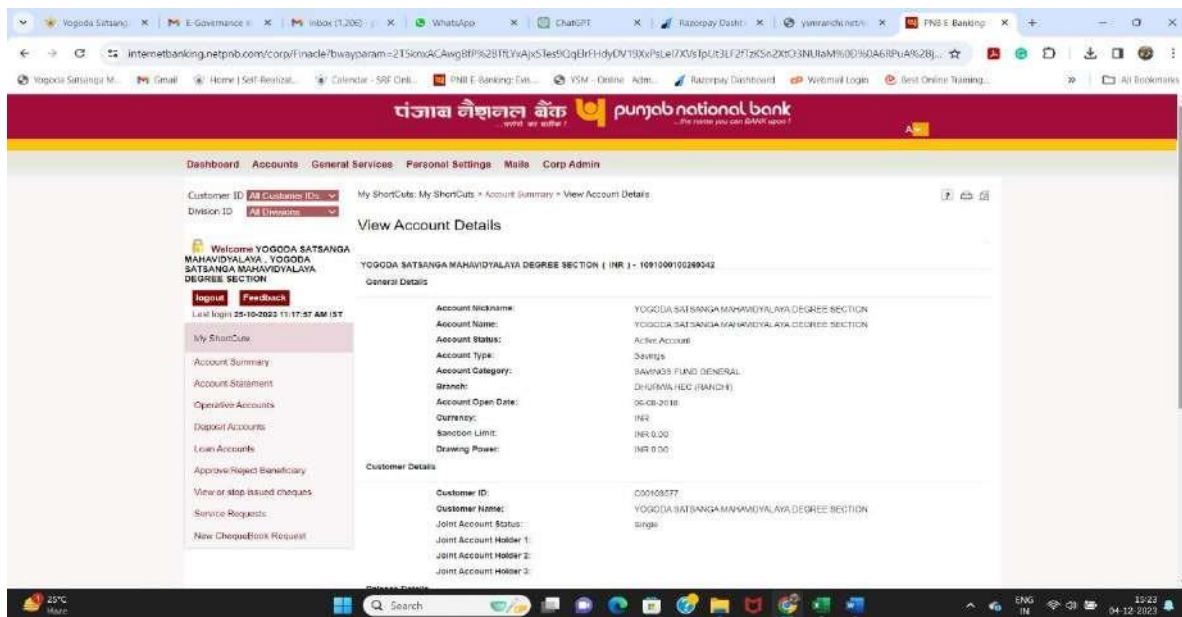 Yogoda Satsang
E-Governance
Inbox (1,206)
WhatsApp
ChatGPT
Razorpay Dashb
ysmranchi.net/
PNB E-Banking
internetbanking.netpnb.com/corp/Finacle?bwayparam=
Yogoda Satsanga M...
Gmail
Home | Self-Realizat...
Calendar - SRF Onli...
PNB E-Banking:
YSM - Online Adm...
Razorpay Dashboard
Webmail Login
Best Online Training...
All Bookmarks
पंजाब नैशनल बैंक
punjab national bank
...the name you can BANK upon !
Dashboard Accounts General Services Personal Settings Mails Corp Admin
Customer ID All Customer IDs
Division ID All Divisions
My ShortCuts: My ShortCuts > Account Summary > View Account Details
View Account Details
Welcome YOGODA SATSANGA
MAHAVIDYALAYA , YOGODA
SATSANGA MAHAVIDYALAYA
DEGREE SECTION
logout Feedback
Last login 25-10-2023 11:17:57 AM IST
My ShortCuts
Account Summary
Account Statement
Operative Accounts
Deposit Accounts
Loan Accounts
Approve/Reject Beneficiary
View or stop issued cheques
Service Requests
New ChequeBook Request
YOGODA SATSANGA MAHAVIDYALAYA DEGREE SECTION ( INR ) - 1091000100269342
General Details
Account Nickname: YOGODA SATSANGA MAHAVIDYALAYA DEGREE SECTION
Account Name: YOGODA SATSANGA MAHAVIDYALAYA DEGREE SECTION
Account Status: Active Account
Account Type: Savings
Account Category: SAVINGS FUND GENERAL
Branch: DHURWA HEC (RANCHI)
Account Open Date: 06-08-2018
Currency: INR
Sanction Limit: INR 0.00
Drawing Power: INR 0.00
Customer Details
Customer ID: C00109577
Customer Name: YOGODA SATSANGA MAHAVIDYALAYA DEGREE SECTION
Joint Account Status: Single
Joint Account Holder 1:
Joint Account Holder 2:
Joint Account Holder 3:
Balance Details
25°C
Haze
Search
ENG
IN
15:23
04-12-2023